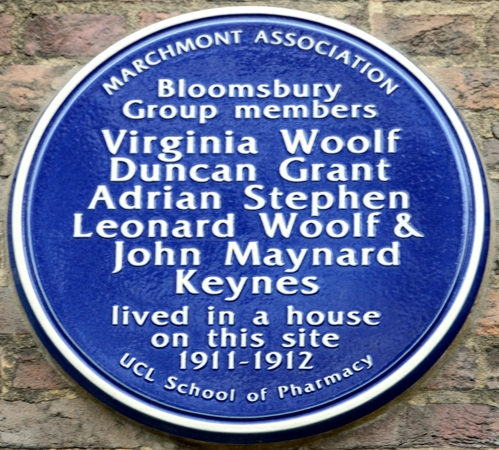 MARCHMONT ASSOCIATION
Bloomsbury
Group members
Virginia Woolf
Duncan Grant
Adrian Stephen
Leonard Woolf &
John Maynard
Keynes
lived in a house
on this site
1911-1912
UCL School of Pharmacy